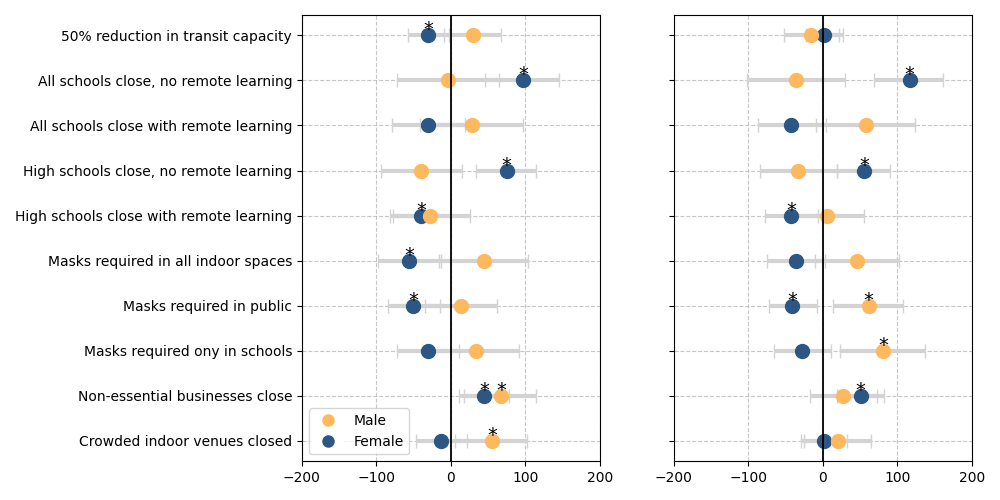 50% reduction in transit capacity
All schools close, no remote learning
All schools close with remote learning
High schools close, no remote learning
High schools close with remote learning
Masks required in all indoor spaces
Masks required in public
Masks required ony in schools
Non-essential businesses close
Crowded indoor venues closed
* 
* *
* *
* *
*
* *
*
* * *
*
Male
Female
−200 −100 0 100 200
−200 −100 0 100 200